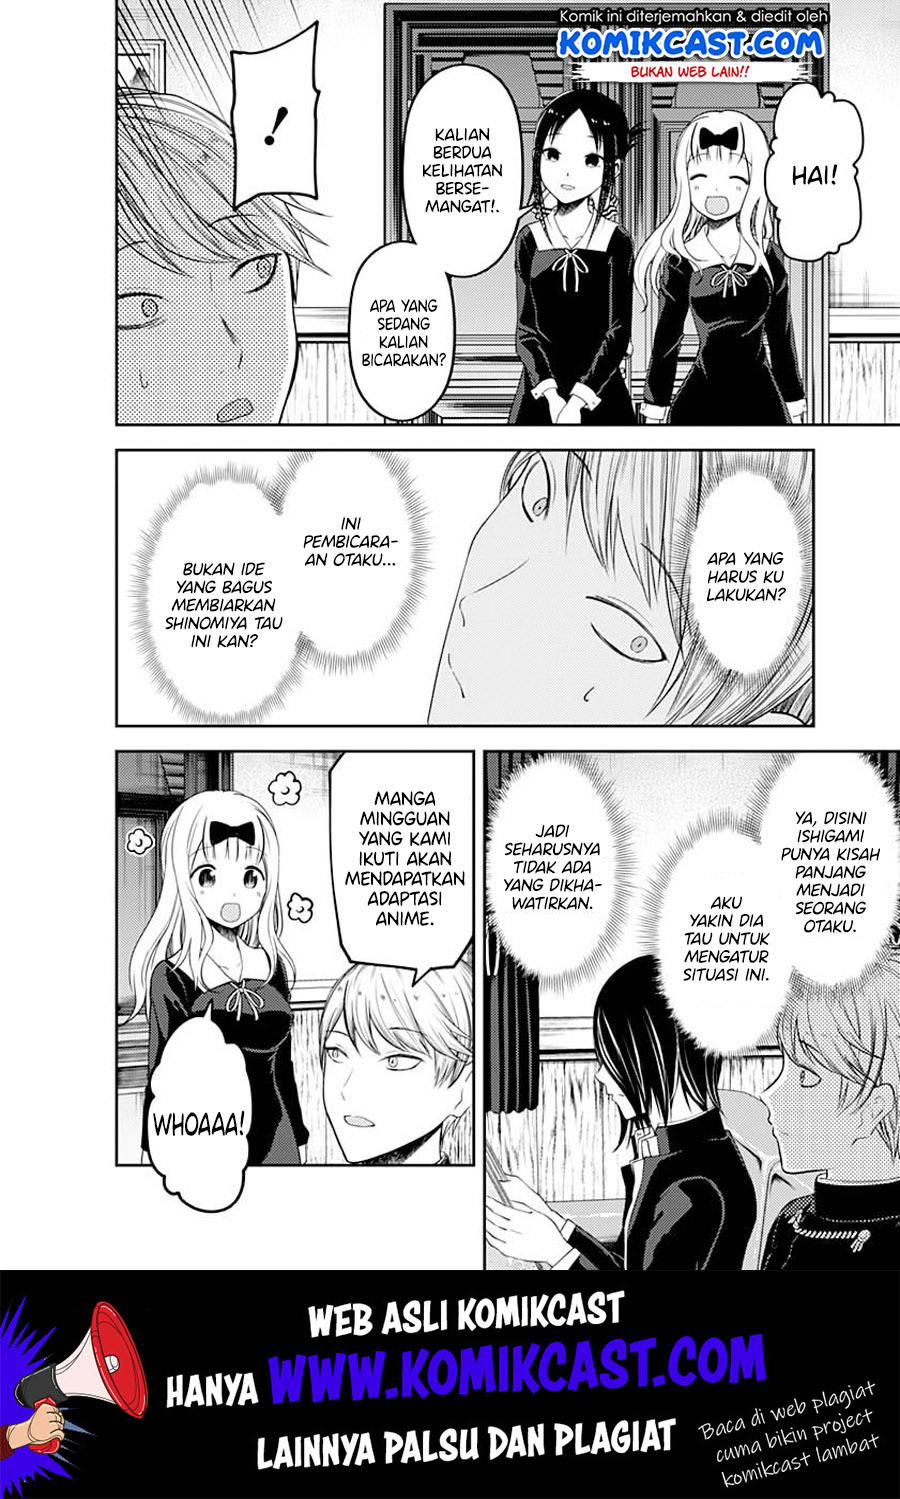 Komik ini diterjemahkan & diedit oleh
KOMIKCAST.COM
BUKAN WEB LAIN!!
HAI!
KALIAN
BERDUA
KELIHATAN
BERSE-
MANGAT!.
APA YANG
SEDANG
KALIAN
BICARAKAN?
!
APA YANG
HARUS KU
LAKUKAN?
INI
PEMBICARA-
AN OTAKU...
BUKAN IDE
YANG BAGUS
MEMBIARKAN
SHINOMIYA TAU
INI KAN?
YA, DISINI
ISHIGAMI
PUNYA KISAH
PANJANG
MENJADI
SEORANG
OTAKU.
AKU
YAKIN DIA
TAU UNTUK
MENGATUR
SITUASI INI.
JADI
SEHARUSNYA
TIDAK ADA
YANG DIKHA-
WATIRKAN.
MANGA
MINGGUAN
YANG KAMI
IKUTI AKAN
MENDAPATKAN
ADAPTASI
ANIME.
WHOAAA!
WEB ASLI KOMIKCAST
HANYA WWW.KOMIKCAST.COM
LAINNYA PALSU DAN PLAGIAT
Baca di web plagiat
cuma bikin project
komikcast lambat